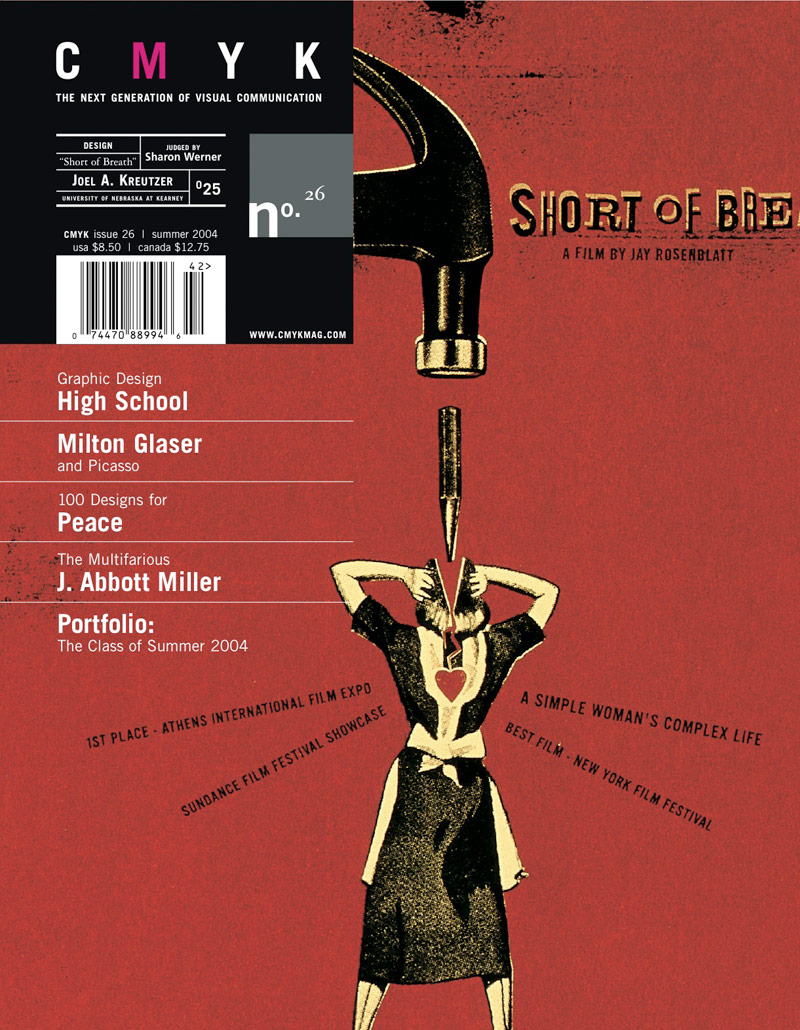 C M Y K
THE NEXT GENERATION OF VISUAL COMMUNICATION
DESIGN
"Short of Breath"
JUDGED BY
Sharon Werner
JOEL A. KREUTZER
025
UNIVERSITY OF NEBRASKA AT KEARNEY
no. 26
CMYK issue 26 | summer 2004
usa $8.50 | canada $12.75
42>
0 74470 88994 6
WWW.CMYKMAG.COM
SHORT OF BREA
A FILM BY JAY ROSENBLATT
Graphic Design
High School
Milton Glaser
and Picasso
100 Designs for
Peace
The Multifarious
J. Abbott Miller
Portfolio:
The Class of Summer 2004
1ST PLACE - ATHENS INTERNATIONAL FILM EXPO
SUNDANCE FILM FESTIVAL SHOWCASE
A SIMPLE WOMAN'S COMPLEX LIFE
BEST FILM - NEW YORK FILM FESTIVAL